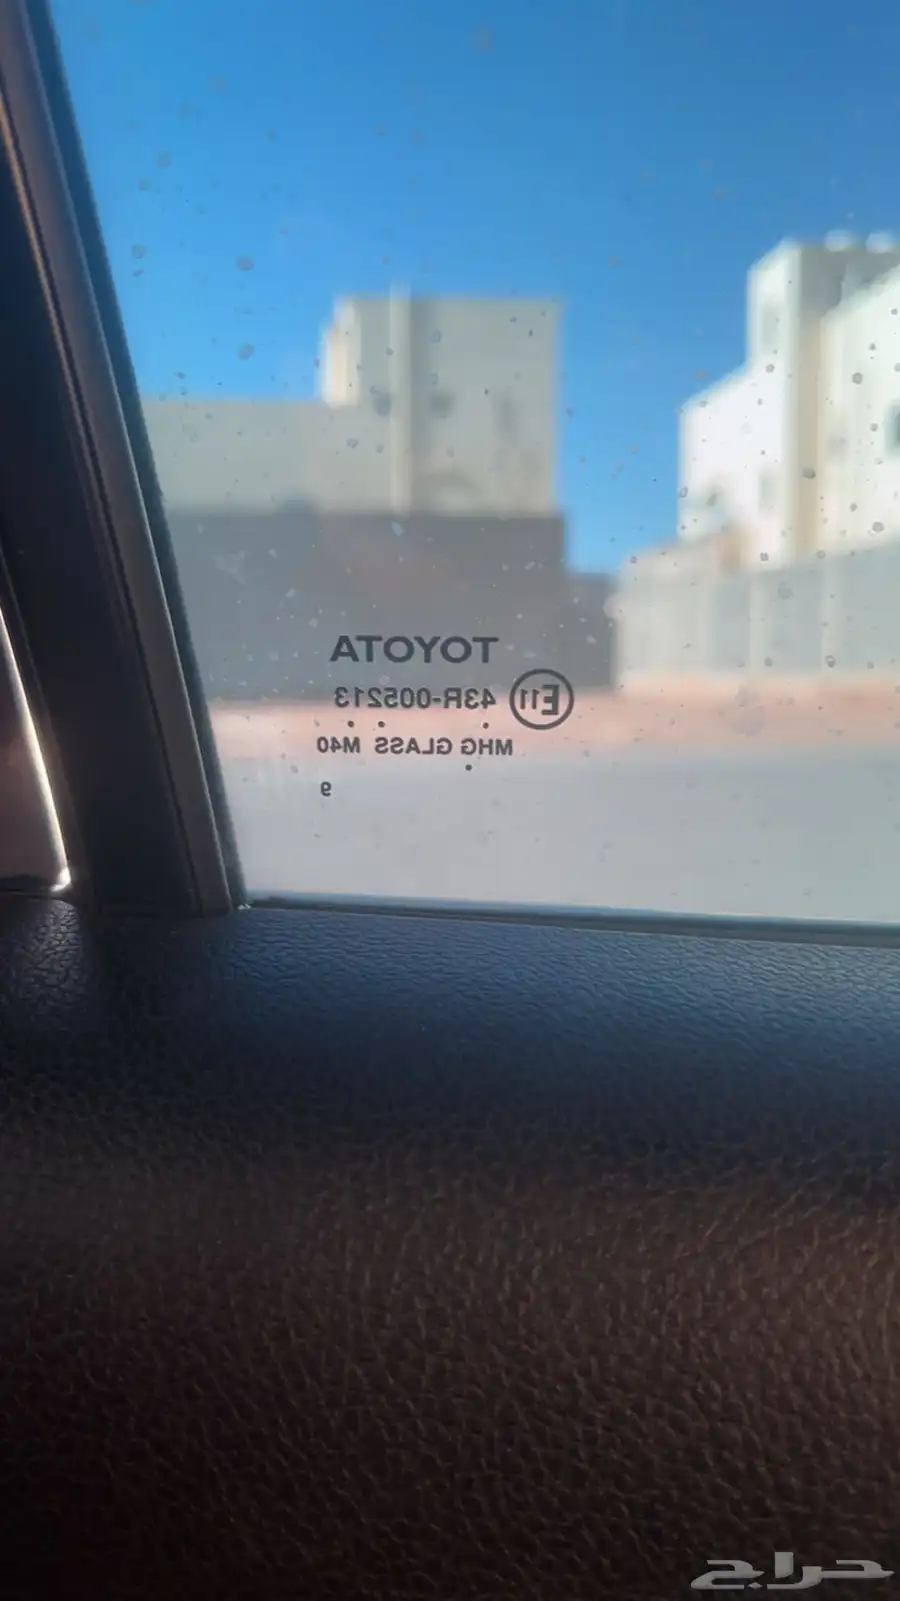 TOYOTA
E11 43R-005213
MHG GLASS M40
9
حراج